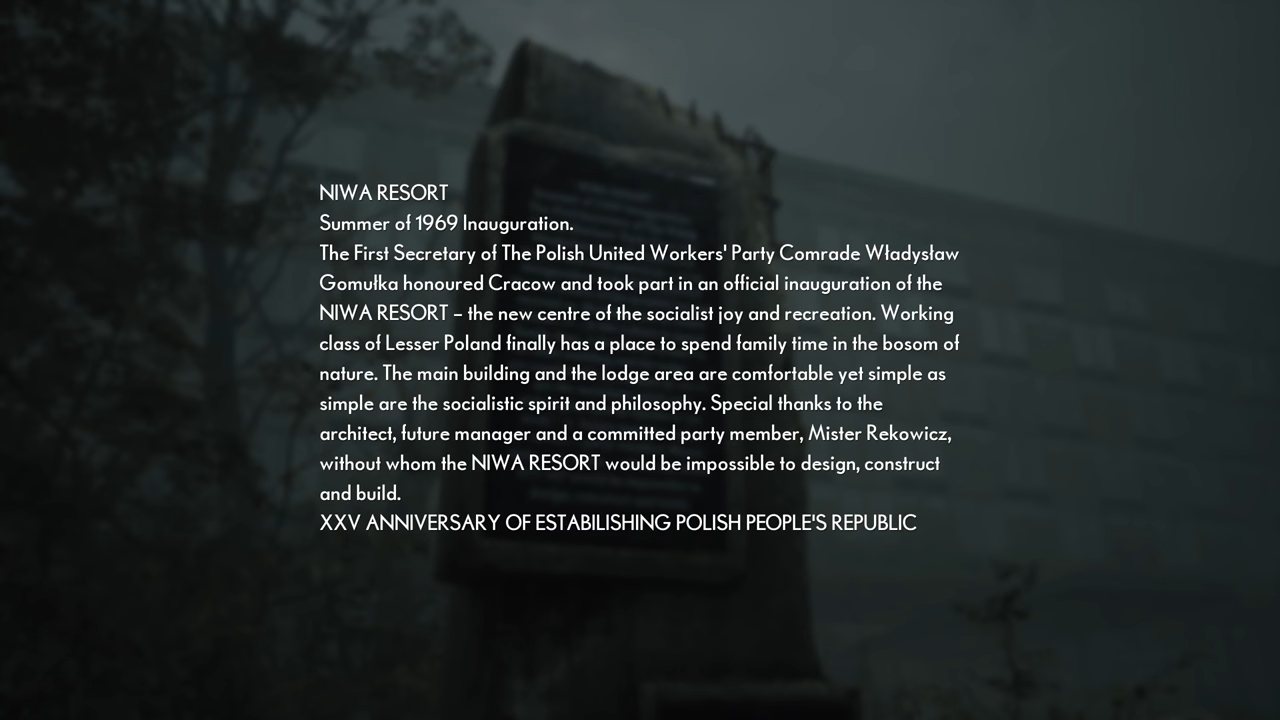 NIWA RESORT
Summer of 1969 Inauguration.
The First Secretary of The Polish United Workers' Party Comrade Władysław
Gomułka honoured Cracow and took part in an official inauguration of the
NIWA RESORT – the new centre of the socialist joy and recreation. Working
class of Lesser Poland finally has a place to spend family time in the bosom of
nature. The main building and the lodge area are comfortable yet simple as
simple are the socialistic spirit and philosophy. Special thanks to the
architect, future manager and a committed party member, Mister Rekowicz,
without whom the NIWA RESORT would be impossible to design, construct
and build.
XXV ANNIVERSARY OF ESTABILISHING POLISH PEOPLE'S REPUBLIC